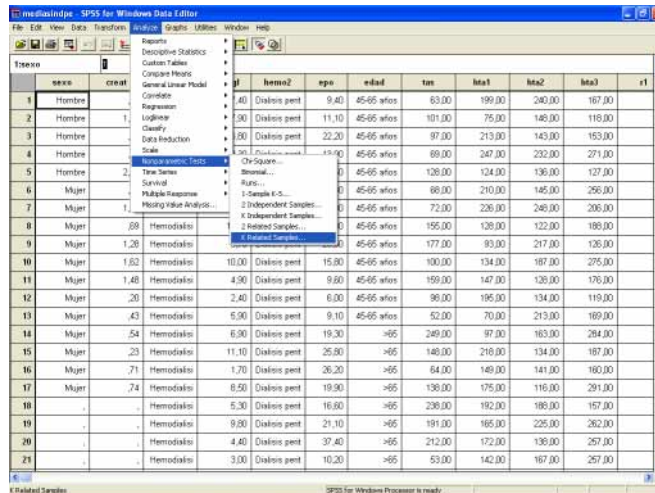 mediasindpe - SPSS for Windows Data Editor
File Edit View Data Transform Analyze Graphs Utilities Window Help
1:sexo
Reports
Descriptive Statistics
Custom Tables
Compare Means
General Linear Model
Correlate
Regression
Loglinear
Classify
Data Reduction
Scale
Nonparametric Tests
Time Series
Survival
Multiple Response
Missing Value Analysis...
Chi-Square...
Binomial...
Runs...
1-Sample K-S...
2 Independent Samples...
K Independent Samples...
2 Related Samples...
K Related Samples...
sexo creat hemo2 epo edad tas hta1 hta2 hta3 r1
1 Hombre Dialisis perit 9,40 45-65 años 63,00 199,00 240,00 167,00
2 Hombre 1, Dialisis perit 11,10 45-65 años 101,00 75,00 148,00 118,00
3 Hombre Dialisis perit 22,20 45-65 años 97,00 213,00 143,00 153,00
4 Hombre 45-65 años 69,00 247,00 232,00 271,00
5 Hombre 2, 45-65 años 128,00 124,00 136,00 127,00
6 Mujer 45-65 años 68,00 210,00 145,00 256,00
7 Mujer 1, 45-65 años 72,00 226,00 248,00 206,00
8 Mujer ,69 Hemodialisi 45-65 años 155,00 128,00 122,00 188,00
9 Mujer 1,28 Hemodialisi 45-65 años 177,00 93,00 217,00 126,00
10 Mujer 1,62 Hemodialisi 10,00 Dialisis perit 15,80 45-65 años 100,00 134,00 187,00 275,00
11 Mujer 1,48 Hemodialisi 4,90 Dialisis perit 9,60 45-65 años 159,00 147,00 128,00 176,00
12 Mujer ,20 Hemodialisi 2,40 Dialisis perit 6,00 45-65 años 98,00 195,00 134,00 119,00
13 Mujer ,43 Hemodialisi 5,90 Dialisis perit 9,10 45-65 años 52,00 70,00 213,00 169,00
14 Mujer ,54 Hemodialisi 6,90 Dialisis perit 19,30 >65 249,00 97,00 163,00 284,00
15 Mujer ,23 Hemodialisi 11,10 Dialisis perit 25,80 >65 148,00 218,00 134,00 187,00
16 Mujer ,71 Hemodialisi 1,70 Dialisis perit 26,20 >65 64,00 149,00 141,00 160,00
17 Mujer ,74 Hemodialisi 8,50 Dialisis perit 19,90 >65 138,00 175,00 116,00 291,00
18 . . Hemodialisi 5,30 Dialisis perit 16,60 >65 238,00 192,00 188,00 157,00
19 . . Hemodialisi 9,80 Dialisis perit 21,10 >65 191,00 165,00 225,00 262,00
20 . . Hemodialisi 4,40 Dialisis perit 37,40 >65 212,00 172,00 138,00 257,00
21 . . Hemodialisi 3,00 Dialisis perit 10,20 >65 53,00 142,00 167,00 257,00
K Related Samples
SPSS for Windows Processor is ready